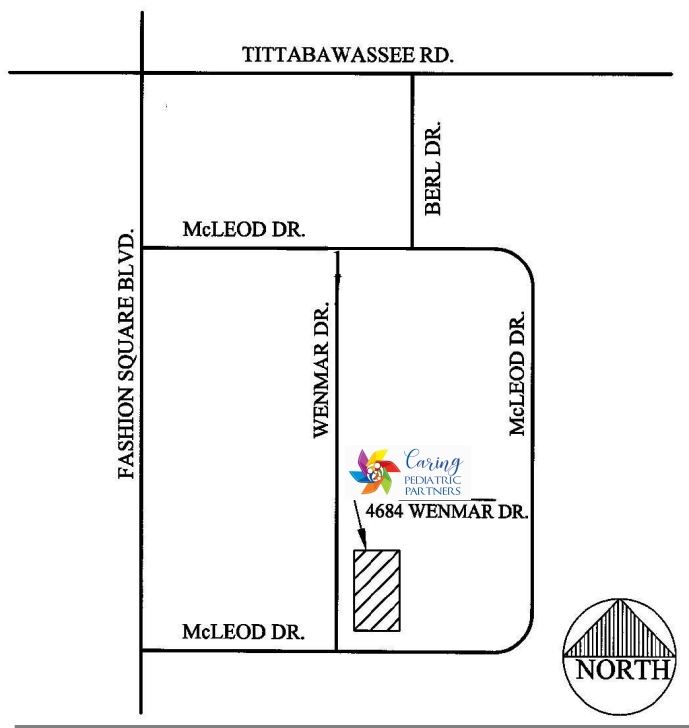 TITTABAWASSEE RD.
BERL DR.
McLEOD DR.
FASHION SQUARE BLVD.
WENMAR DR.
McLEOD DR.
Caring
PEDIATRIC
PARTNERS
4684 WENMAR DR.
McLEOD DR.
NORTH